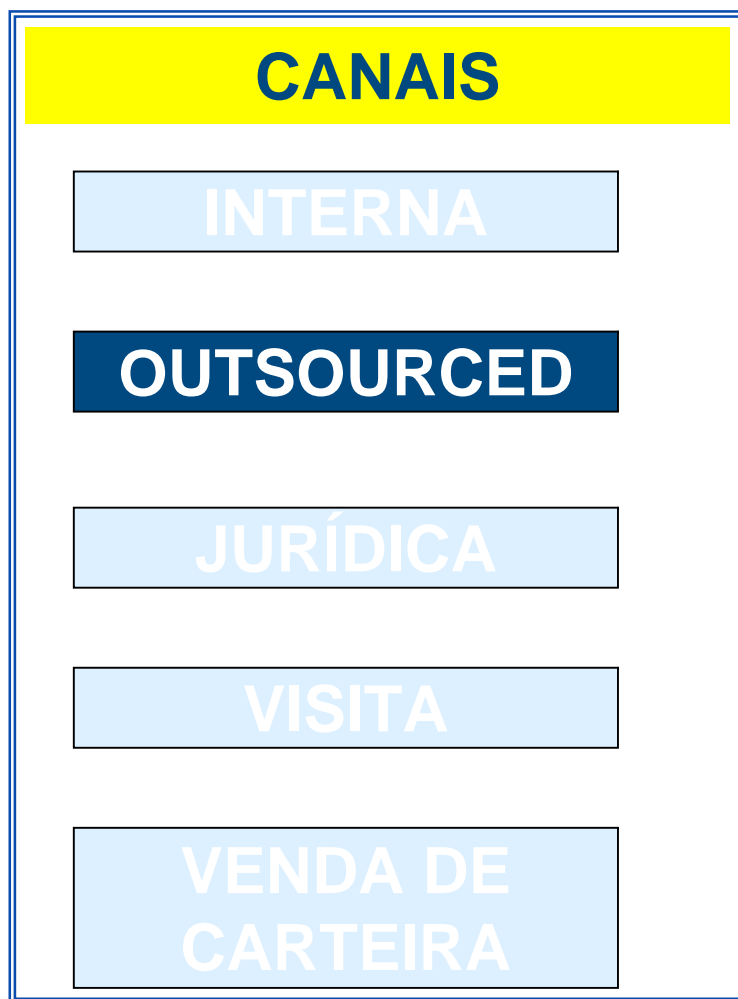 CANAIS
INTERNA
OUTSOURCED
JURÍDICA
VISITA
VENDA DE
CARTEIRA